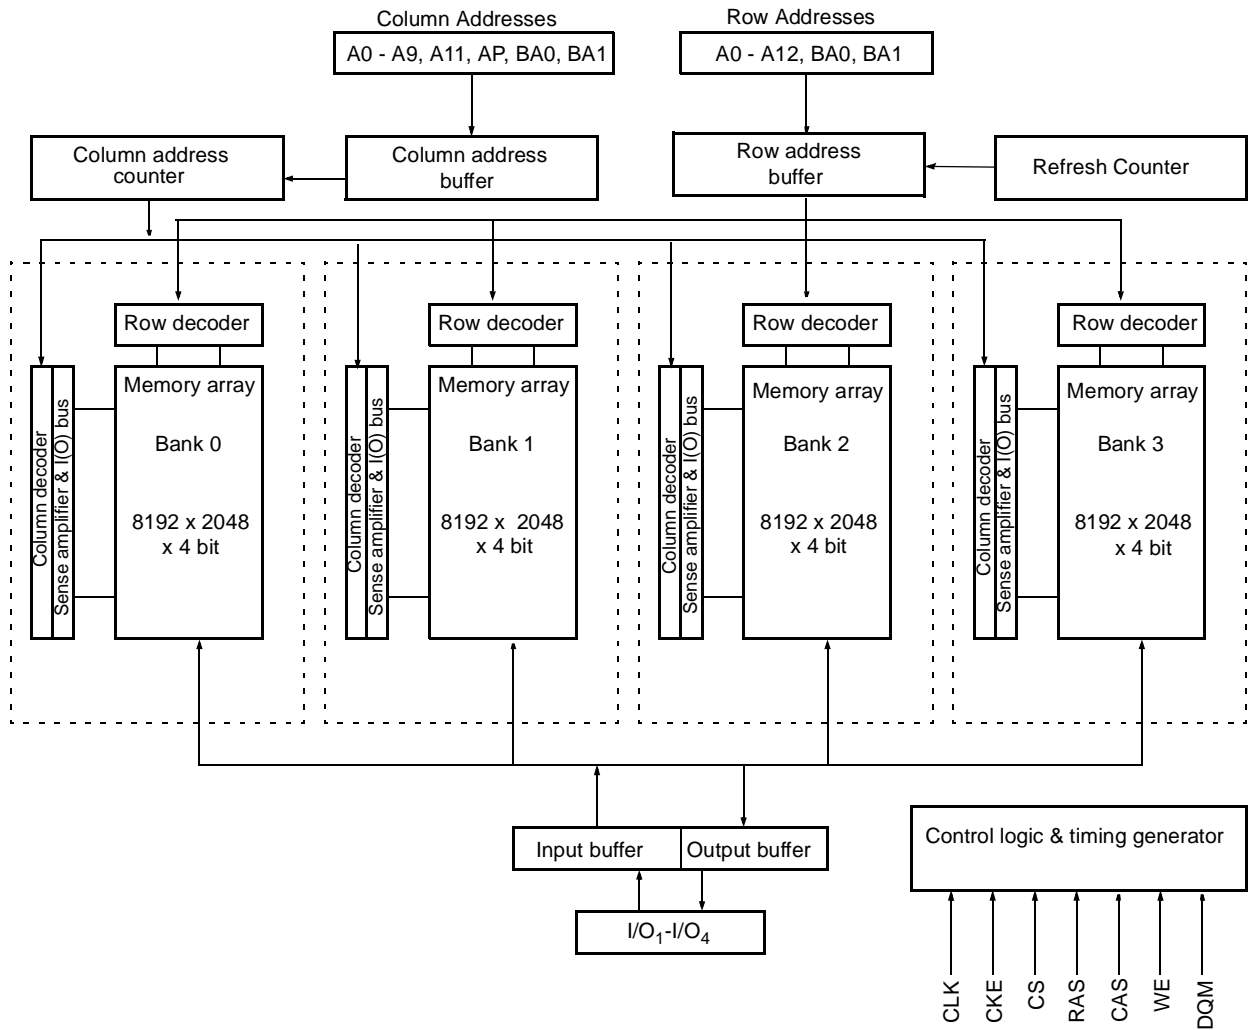 Column Addresses
Row Addresses
A0 - A9, A11, AP, BA0, BA1
A0 - A12, BA0, BA1
Column address
counter
Column address
buffer
Row address
buffer
Refresh Counter
Row decoder
Row decoder
Row decoder
Row decoder
Column decoder
Sense amplifier & I(O) bus
Memory array
Bank 0
8192 x 2048
x 4 bit
Column decoder
Sense amplifier & I(O) bus
Memory array
Bank 1
8192 x 2048
x 4 bit
Column decoder
Sense amplifier & I(O) bus
Memory array
Bank 2
8192 x 2048
x 4 bit
Column decoder
Sense amplifier & I(O) bus
Memory array
Bank 3
8192 x 2048
x 4 bit
Input buffer
Output buffer
I/O1-I/O4
Control logic & timing generator
CLK
CKE
CS
RAS
CAS
WE
DQM